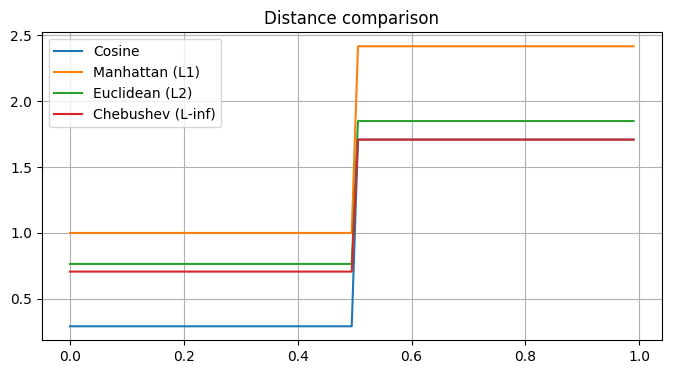 Distance comparison
Cosine
Manhattan (L1)
Euclidean (L2)
Chebushev (L-inf)
2.5
2.0
1.5
1.0
0.5
0.0
0.2
0.4
0.6
0.8
1.0